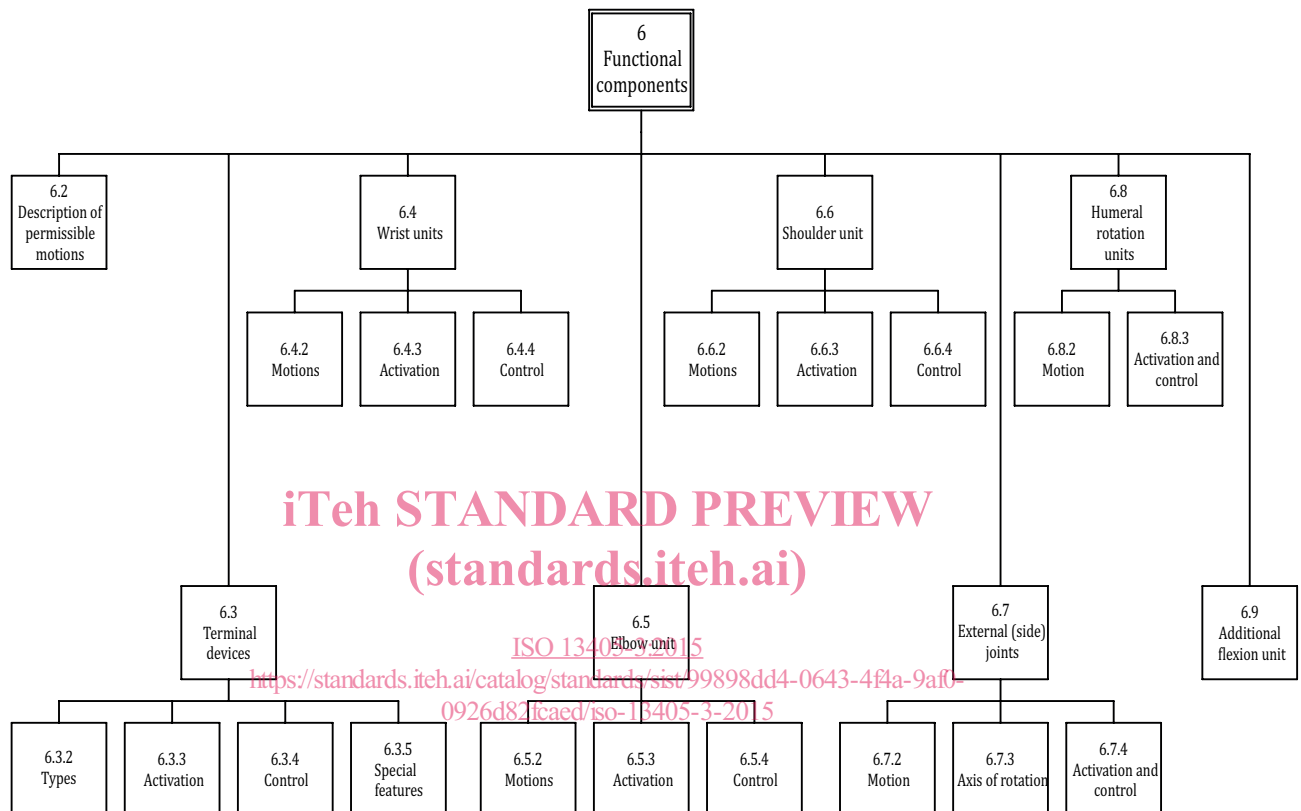 6
Functional
components
6.2
Description of
permissible
motions
6.4
Wrist units
6.6
Shoulder unit
6.8
Humeral
rotation
units
6.4.2
Motions
6.4.3
Activation
6.4.4
Control
6.6.2
Motions
6.6.3
Activation
6.6.4
Control
6.8.2
Motion
6.8.3
Activation and
control
iTeh STANDARD PREVIEW
(standards.iteh.ai)
6.3
Terminal
devices
6.5
Elbow unit
6.7
External (side)
joints
6.9
Additional
flexion unit
ISO 13405-3:2015
https://standards.iteh.ai/catalog/standards/sist/99898dd4-0643-4f4a-9af0-
0926d82fcaed/iso-13405-3-2015
6.3.2
Types
6.3.3
Activation
6.3.4
Control
6.3.5
Special
features
6.5.2
Motions
6.5.3
Activation
6.5.4
Control
6.7.2
Motion
6.7.3
Axis of rotation
6.7.4
Activation and
control